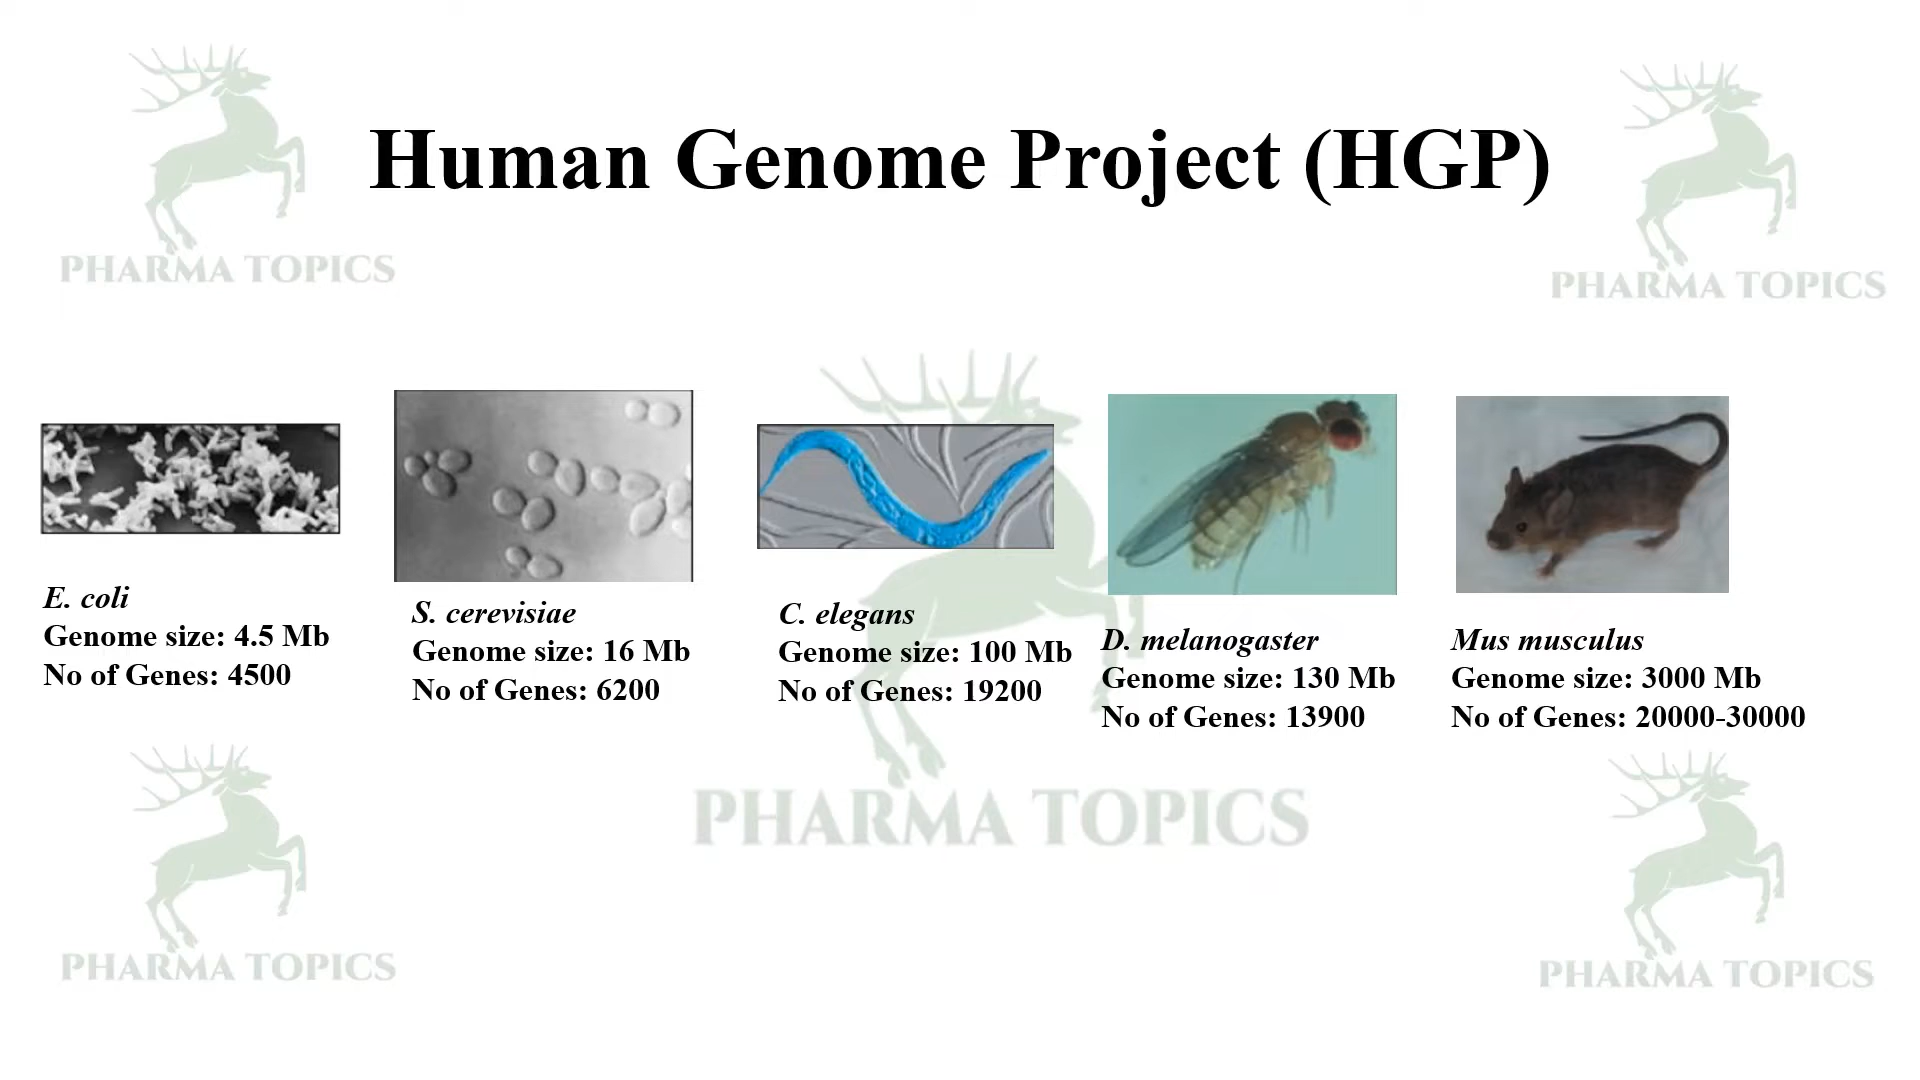 PHARMA TOPICS
Human Genome Project (HGP)
PHARMA TOPICS
E. coli
Genome size: 4.5 Mb
No of Genes: 4500
S. cerevisiae
Genome size: 16 Mb
No of Genes: 6200
C. elegans
Genome size: 100 Mb
No of Genes: 19200
D. melanogaster
Genome size: 130 Mb
No of Genes: 13900
Mus musculus
Genome size: 3000 Mb
No of Genes: 20000-30000
PHARMA TOPICS
PHARMA TOPICS
PHARMA TOPICS